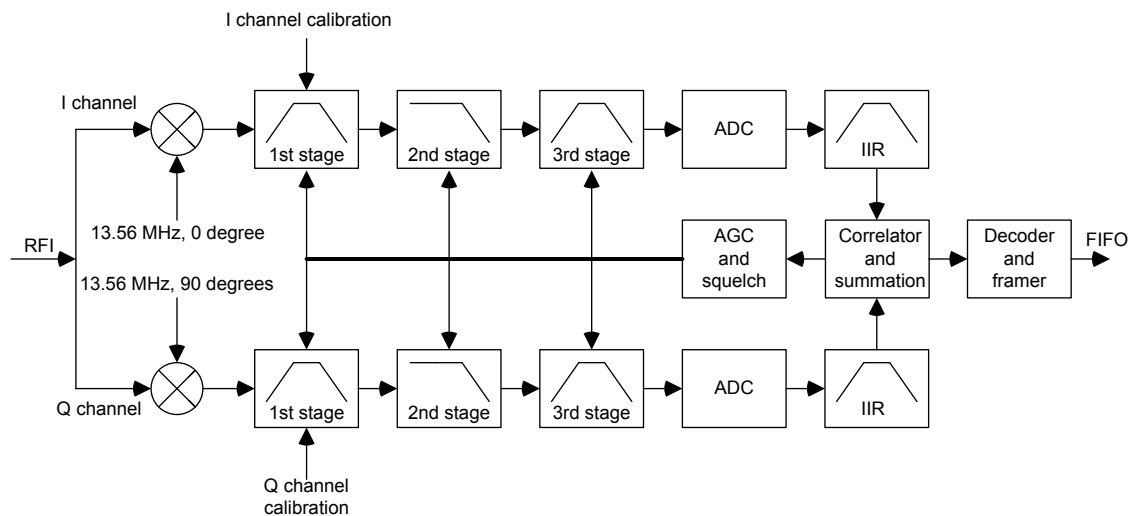 I channel calibration
I channel
1st stage
2nd stage
3rd stage
ADC
IIR
13.56 MHz, 0 degree
RFI
13.56 MHz, 90 degrees
AGC
and
squelch
Correlator
and
summation
Decoder
and
framer
FIFO
Q channel
1st stage
2nd stage
3rd stage
ADC
IIR
Q channel
calibration